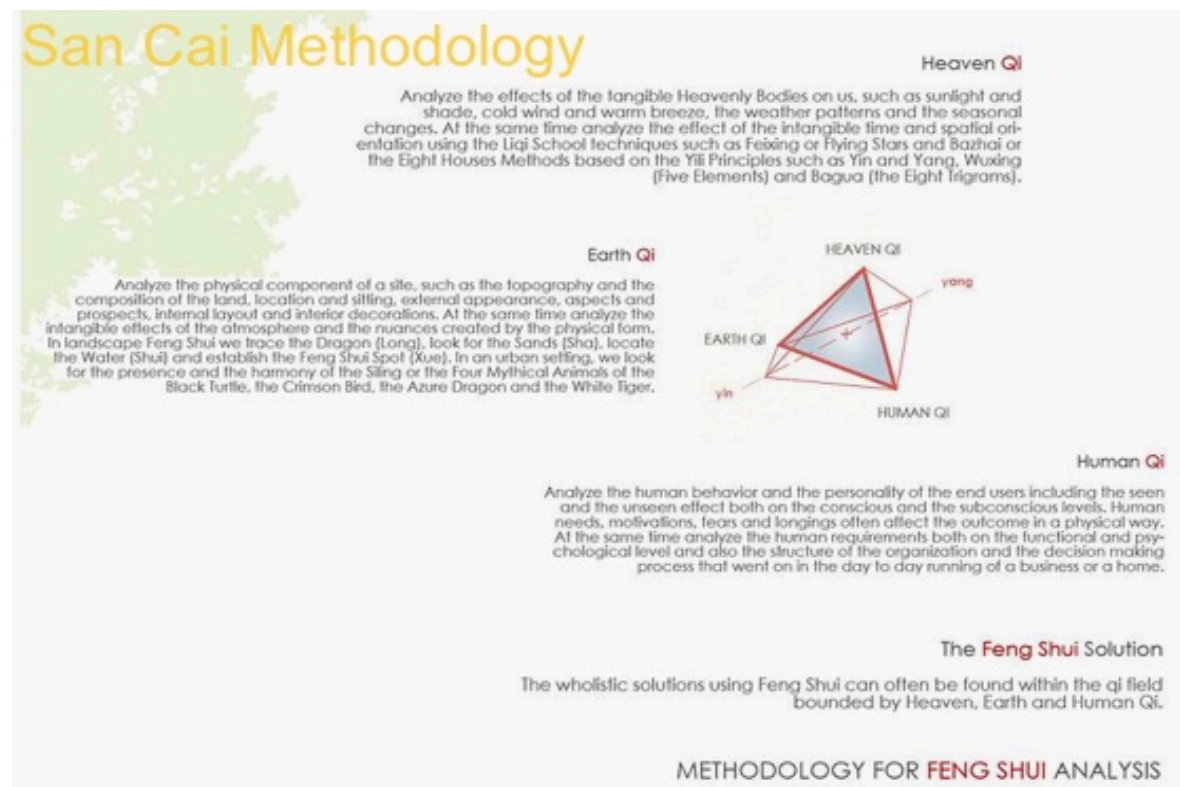 San Cai Methodology
Heaven Qi
Analyze the effects of the tangible Heavenly Bodies on us, such as sunlight and
shade, cold wind and warm breeze, the weather patterns and the seasonal
changes. At the same time analyze the effect of the intangible time and spatial ori-
entation using the Liqi School techniques such as Feixing or Flying Stars and Bazhai or
the Eight Houses Methods based on the Yili Principles such as Yin and Yang, Wuxing
(Five Elements) and Bagua (the Eight Trigrams).
Earth Qi
Analyze the physical component of a site, such as the topography and the
composition of the land, location and sitting, external appearance, aspects and
prospects, internal layout and interior decorations. At the same time analyze the
intangible effects of the atmosphere and the nuances created by the physical form.
In landscape Feng Shui we trace the Dragon (Long), look for the Sands (Sha), locate
the Water (Shui) and establish the Feng Shui Spot (Xue). In an urban setting, we look
for the presence and the harmony of the Siling or the Four Mythical Animals of the
Black Turtle, the Crimson Bird, the Azure Dragon and the White Tiger.
HEAVEN QI
yang
EARTH QI
yin
HUMAN QI
Human Qi
Analyze the human behavior and the personality of the end users including the seen
and the unseen effect both on the conscious and the subconscious levels. Human
needs, motivations, fears and longings often affect the outcome in a physical way.
At the same time analyze the human requirements both on the functional and psy-
chological level and also the structure of the organization and the decision making
process that went on in the day to day running of a business or a home.
The Feng Shui Solution
The wholistic solutions using Feng Shui can often be found within the qi field
bounded by Heaven, Earth and Human Qi.
METHODOLOGY FOR FENG SHUI ANALYSIS